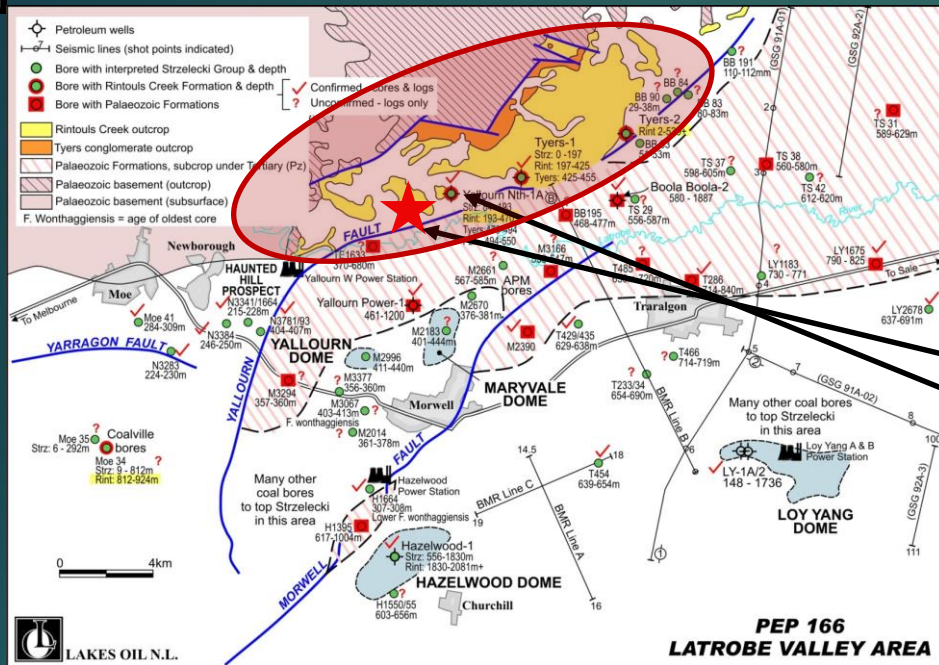 Petroleum wells
Seismic lines (shot points indicated)
Bore with interpreted Strzelecki Group & depth
Bore with Rintouls Creek Formation & depth
Bore with Palaeozoic Formations
Confirmed - cores & logs
? Unconfirmed - logs only
Rintouls Creek outcrop
Tyers conglomerate outcrop
Palaeozoic Formations, subcrop under Tertiary (Pz)
Palaeozoic basement (outcrop)
Palaeozoic basement (subsurface)
F. Wonthaggiensis = age of oldest core
(GSG 91A-01)
(GSG 92A-2)
BB 191
110-112mm
BB 84
BB 90
29-38m
BB 83
80-83m
Tyers-2
Tyers-1
Strz: 0 -197
Rint: 197-425
Tyers: 425-455
TS 31
589-629m
TS 37
598-605m
TS 38
560-580m
TS 42
612-620m
Yallourn Nth-1A
Boola Boola-2
580 - 1887
TS 29
556-587m
BB195
468-477m
River
FAULT
370-680m
Yallourn W Power Station
Newborough
Moe
To Melbourne
HAUNTED
HILL
PROSPECT
N3341/1664
215-228m
N3781/93
404-407m
N3384
246-250m
Moe 41
284-309m
YARRAGON FAULT
N3283
224-230m
YALLOURN
Yallourn Power-1
461-1200
M2661
567-585m
APM
bores
M3166
M2670
376-381m
M2183
401-444m
M2390
T429/435
629-638m
T485
T286
714-840m
Traralgon
LY1183
730 - 771
LY1675
790 - 825
To Sale
LY2678
637-691m
YALLOURN
DOME
M2996
411-440m
M3377
356-360m
M3294
357-360m
M3067
403-413m
F. wonthaggiensis
M2014
361-378m
Morwell
MARYVALE
DOME
T466
714-719m
T233/34
654-690m
(GSG 91A-02)
Many other coal bores
to top Strzelecki
in this area
Loy Yang A & B
Power Station
LY-1A/2
148 - 1736
LOY YANG
DOME
(GSG 92A-3)
100
111
Moe 35
Strz: 6 - 292m
Coalville
bores
Moe 34
Strz: 9 - 812m
Rint: 812-924m
Many other
coal bores
to top Strzelecki
in this area
FAULT
Hazelwood
Power Station
H1664
307-308m
Lower F. wonthaggiensis
H1395
617-1004m
MORWELL
Hazelwood-1
Strz: 556-1830m
Rint: 1830-2081m+
HAZELWOOD DOME
H1550/55
603-656m
Churchill
14.5
18
T454
639-654m
BMR Line C
19
BMR Line A
16
BMR Line B
0 4km
LAKES OIL N.L.
PEP 166
LATROBE VALLEY AREA